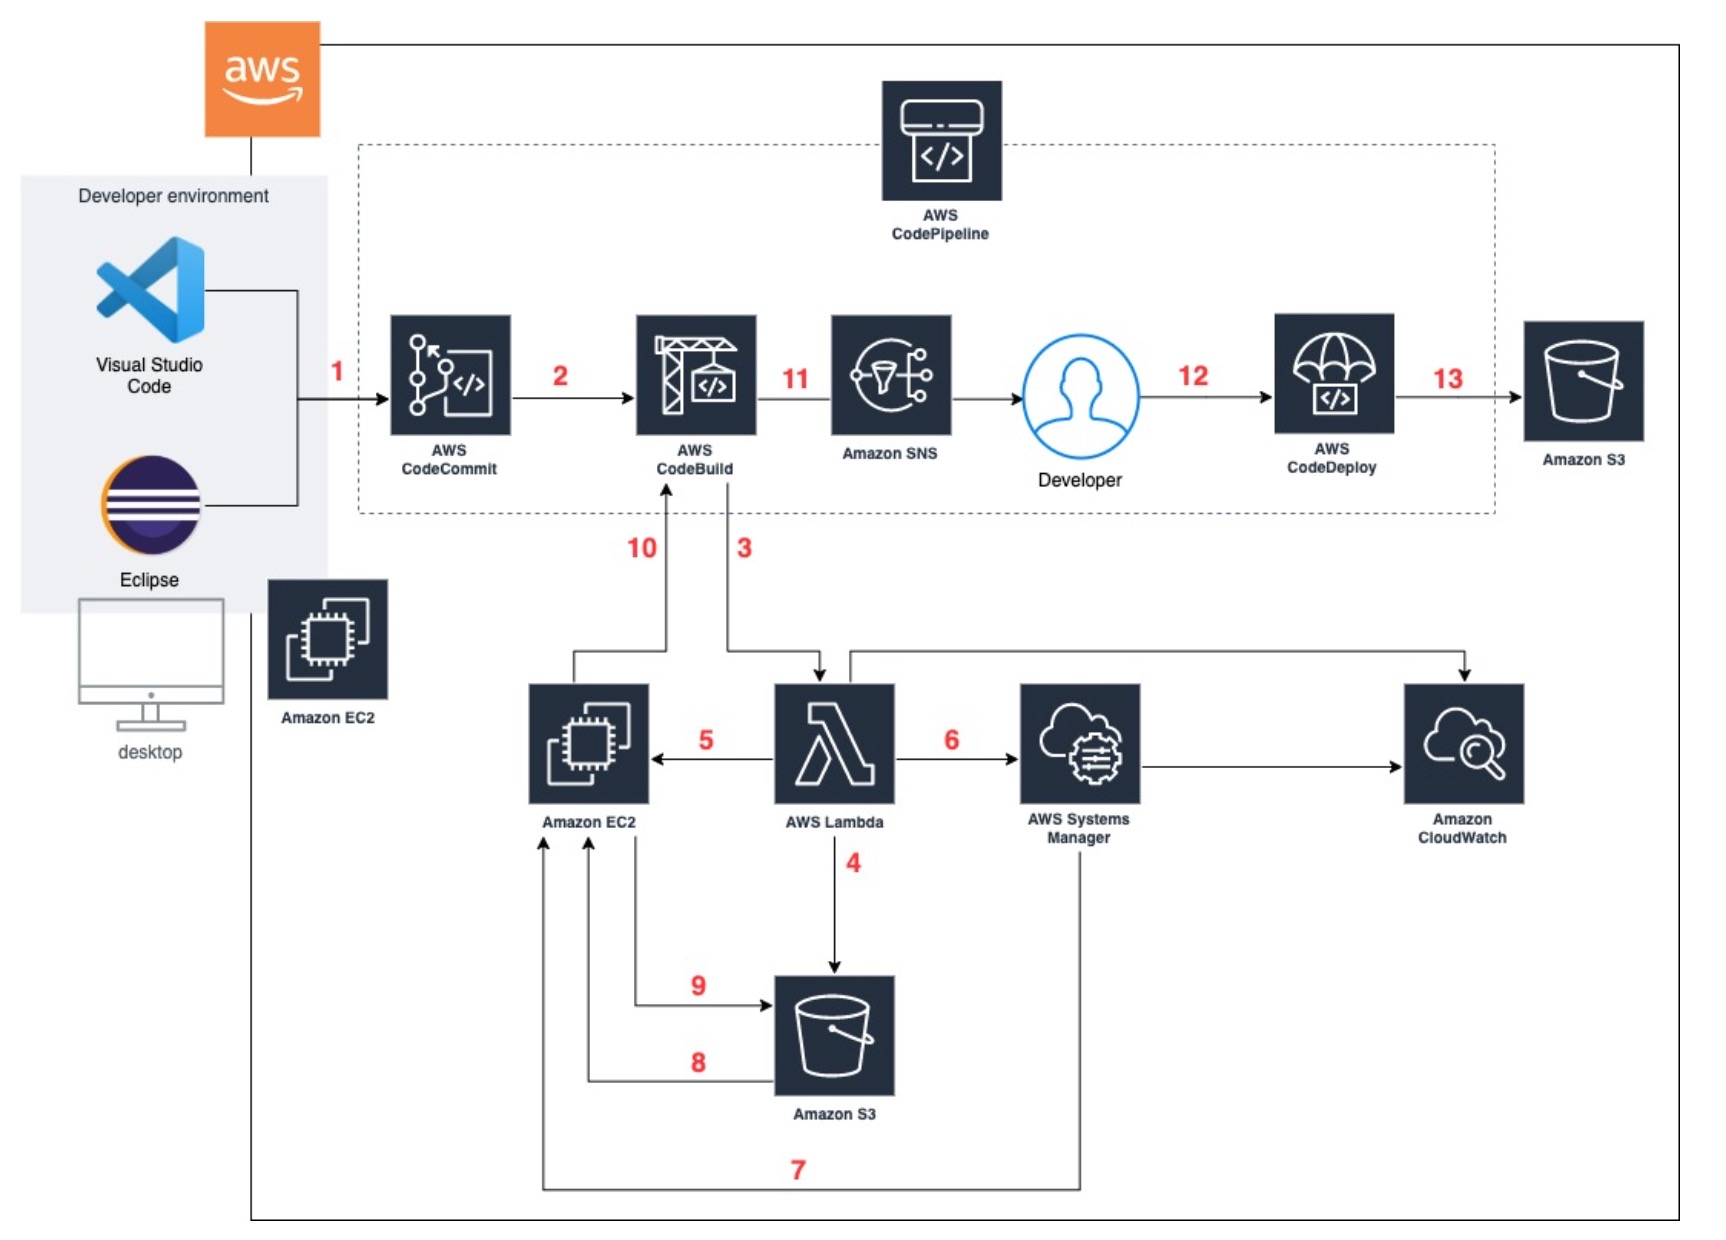 aws
Developer environment
Visual Studio
Code
Eclipse
desktop
Amazon EC2
AWS
CodePipeline
1
AWS
CodeCommit
2
AWS
CodeBuild
11
Amazon SNS
Developer
12
AWS
CodeDeploy
13
Amazon S3
10
3
Amazon EC2
5
AWS Lambda
6
AWS Systems
Manager
Amazon
CloudWatch
4
9
8
Amazon S3
7